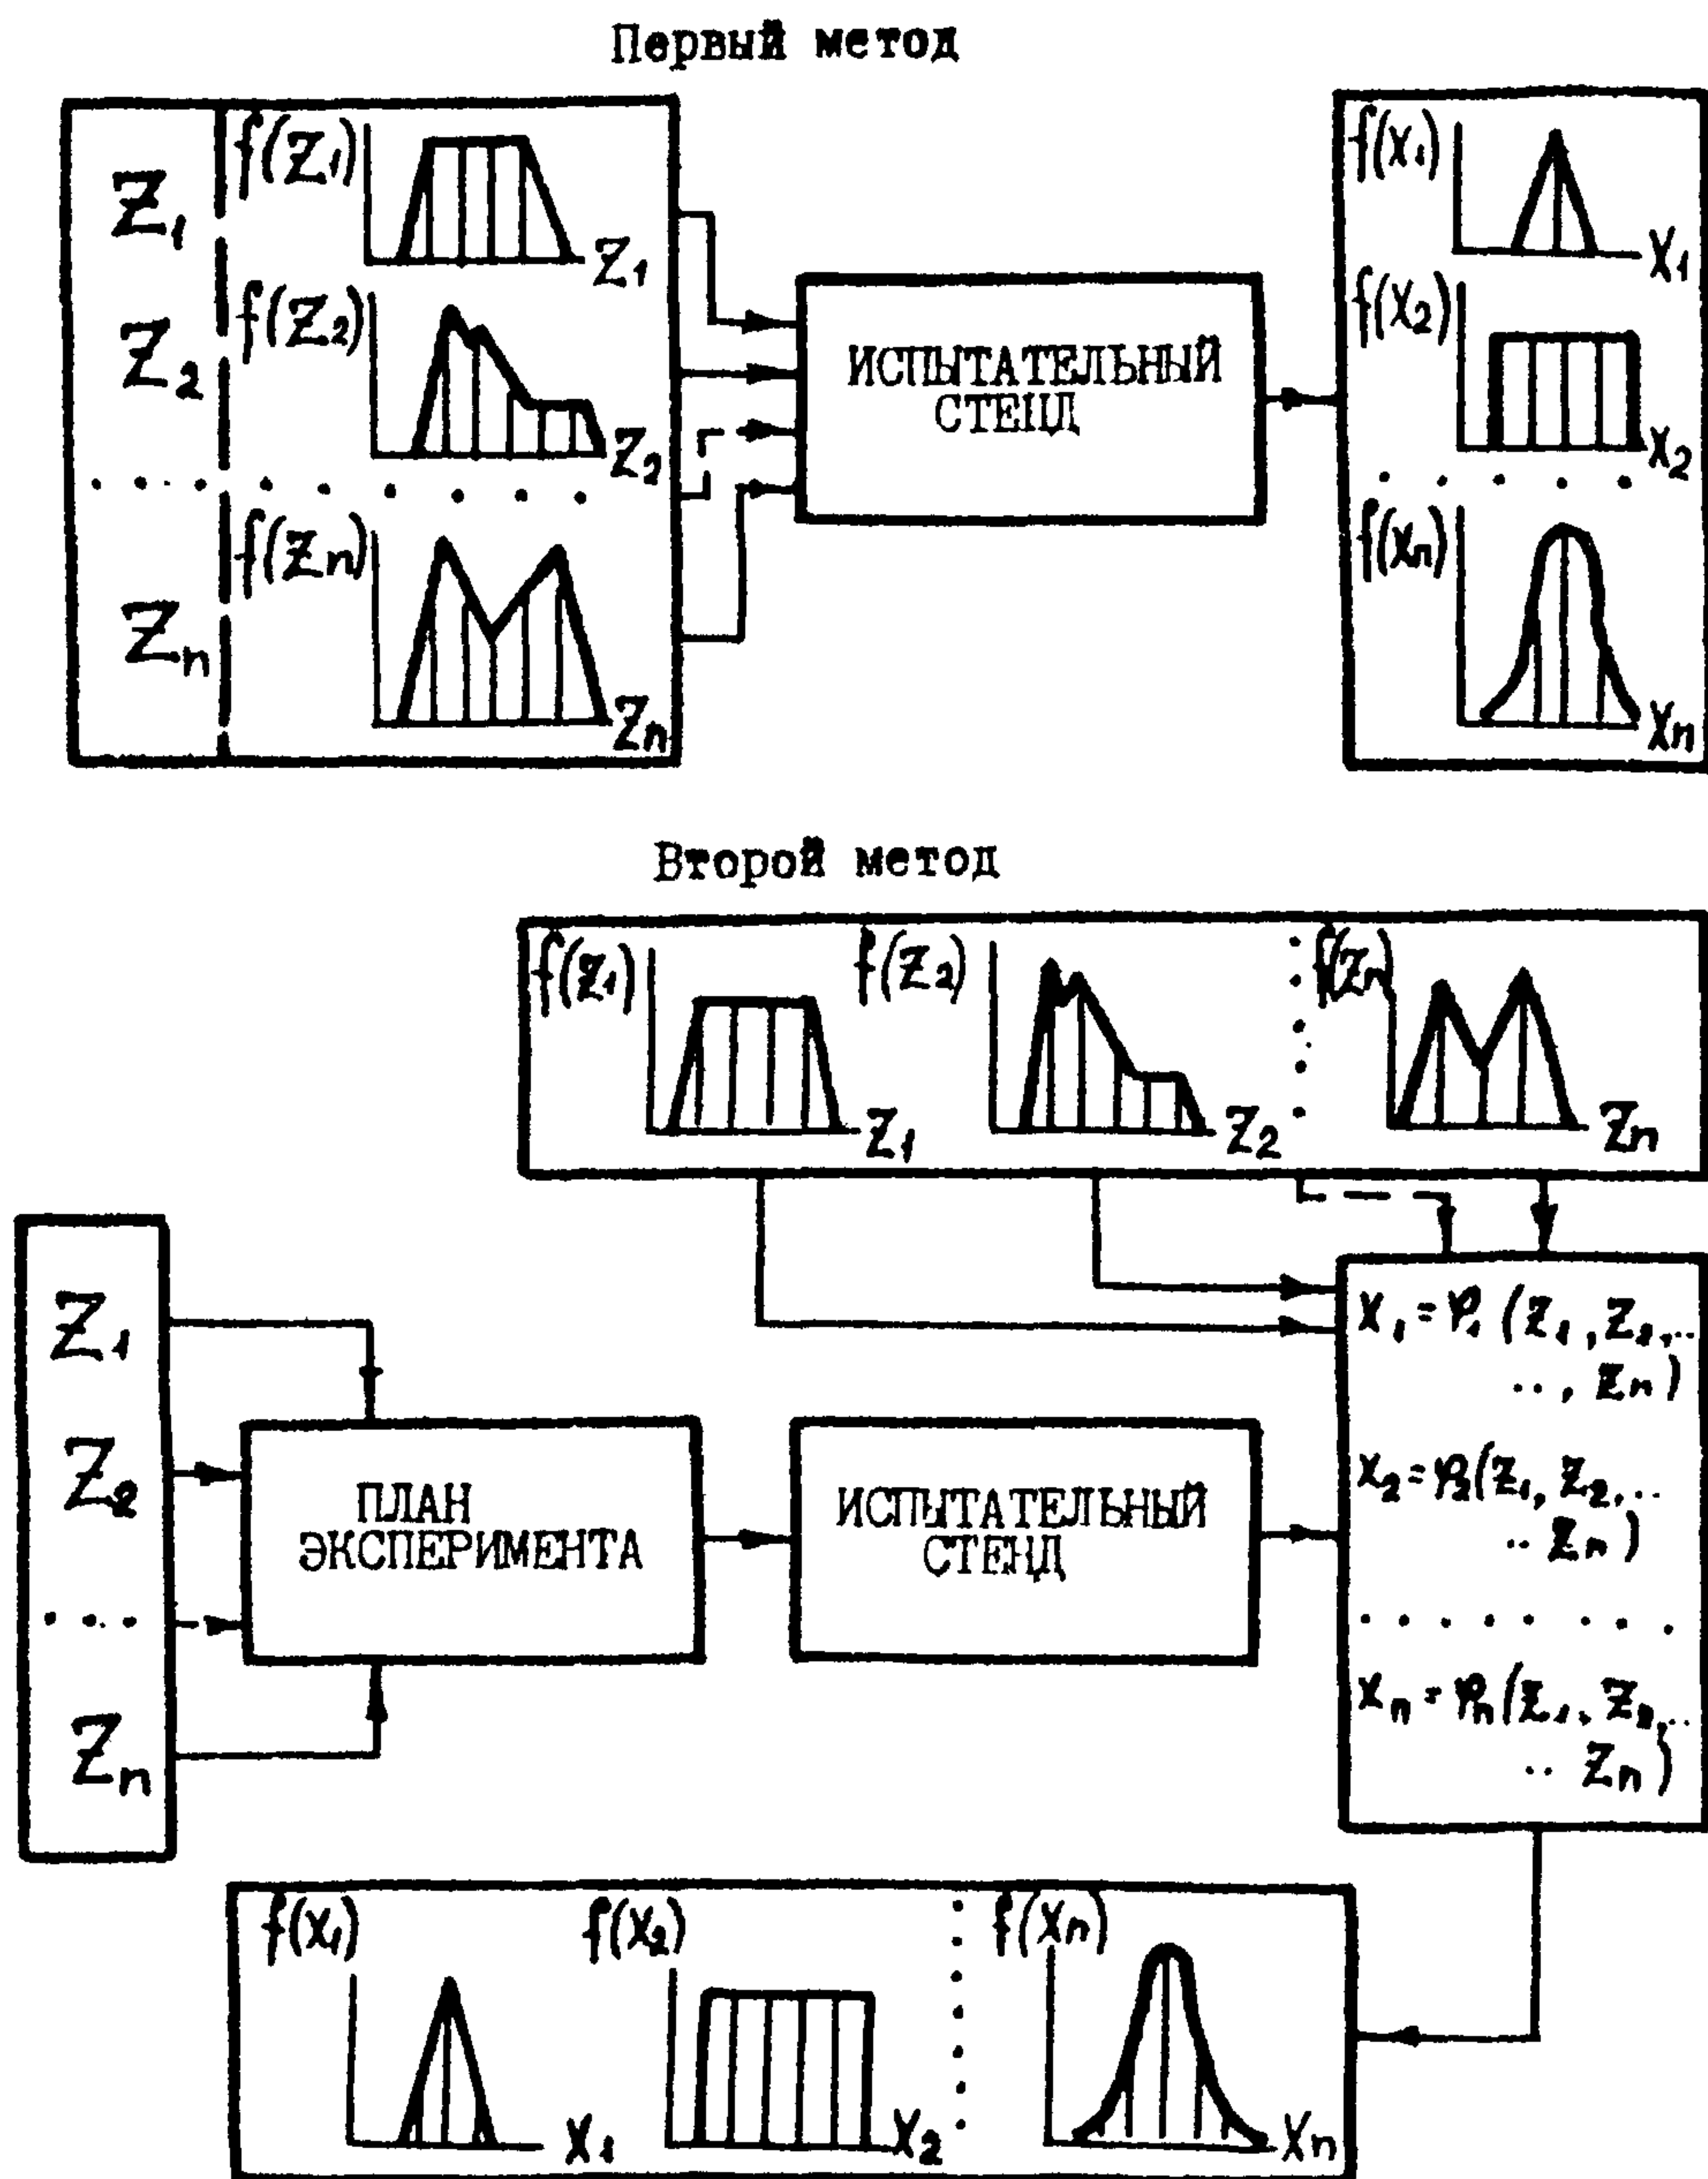 Первый метод
Z1
f(Z1)
Z1
Z2
f(Z2)
Z2
. . . . . . . . .
Zn
f(Zn)
Zn
ИСПЫТАТЕЛЬНЫЙ
СТЕНД
f(X1)
X1
f(X2)
X2
. . . . .
f(Xn)
Xn
Второй метод
f(Z1)
Z1
f(Z2)
Z2
f(Zn)
Zn
Z1
Z2
. . . . .
Zn
ПЛАН
ЭКСПЕРИМЕНТА
ИСПЫТАТЕЛЬНЫЙ
СТЕНД
X1 = φ1 (Z1, Z2, ..
.., Zn)
X2 = φ2(Z1, Z2, ..
.. Zn)
. . . . . . . .
Xn = φn(Z1, Z2, ..
.. Zn)
f(X1)
X1
f(X2)
X2
f(Xn)
Xn